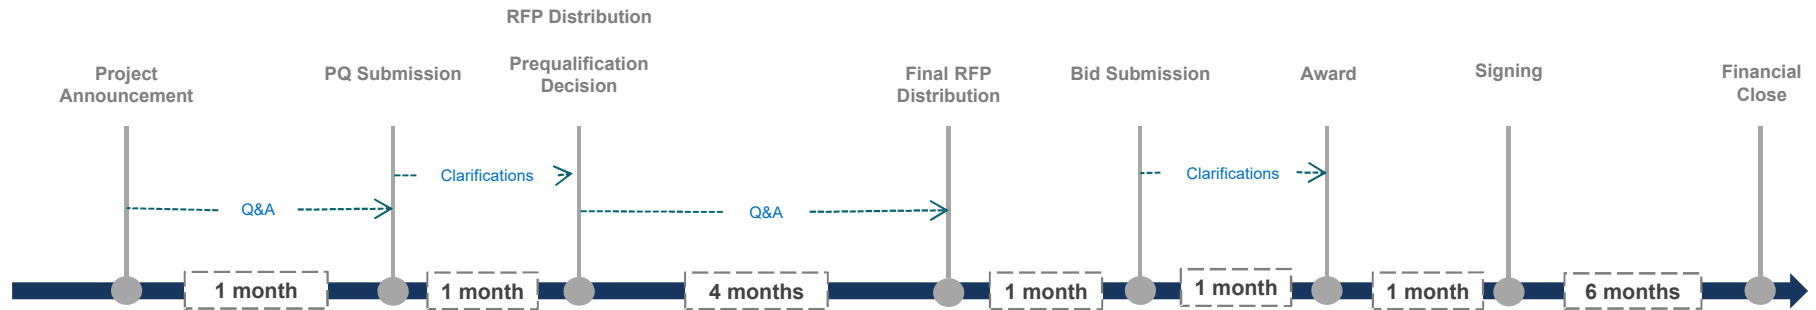 RFP Distribution
Project
Announcement
PQ Submission
Prequalification
Decision
Final RFP
Distribution
Bid Submission
Award
Signing
Financial
Close
Clarifications
Clarifications
Q&A
Q&A
1 month
1 month
4 months
1 month
1 month
1 month
6 months